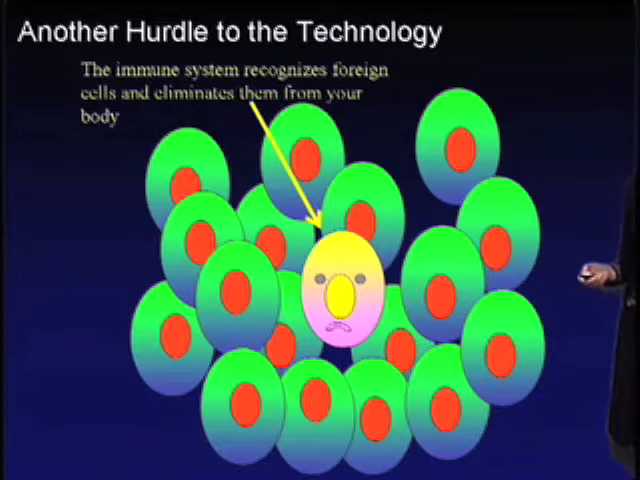 Another Hurdle to the Technology
The immune system recognizes foreign
cells and eliminates them from your
body